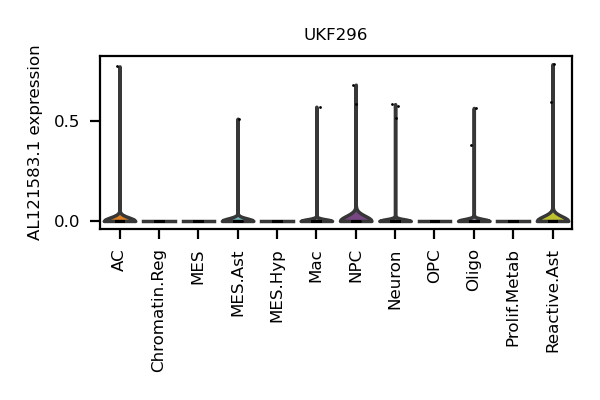 UKF296
AL121583.1 expression
0.5
0.0
AC
Chromatin.Reg
MES
MES.Ast
MES.Hyp
Mac
NPC
Neuron
OPC
Oligo
Prolif.Metab
Reactive.Ast